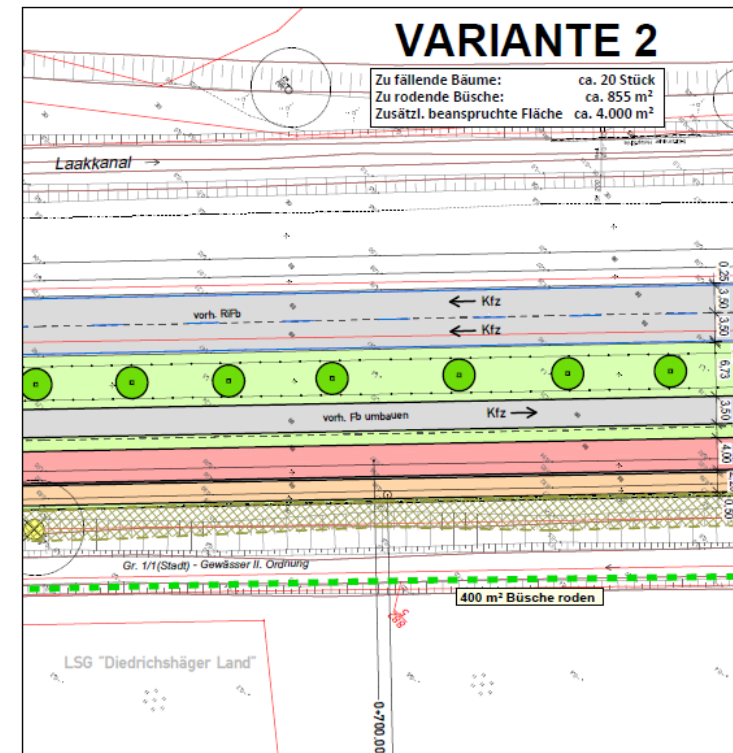 VARIANTE 2
Zu fällende Bäume: ca. 20 Stück
Zu rodende Büsche: ca. 855 m²
Zusätzl. beanspruchte Fläche ca. 4.000 m²
Laakkanal →
0,25
3,50
← Kfz
vorh. RiFb
3,50
← Kfz
6,73
3,50
vorh. Fb umbauen
Kfz →
4,00
0,50
Gr. 1/1(Stadt) - Gewässer II. Ordnung
400 m² Büsche roden
LSG "Diedrichshäger Land"
0+700.00